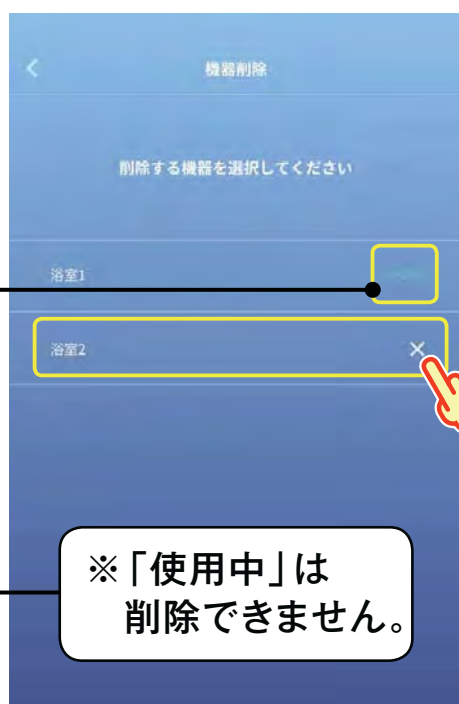 機器削除
削除する機器を選択してください
浴室1
浴室2
※「使用中」は
削除できません。